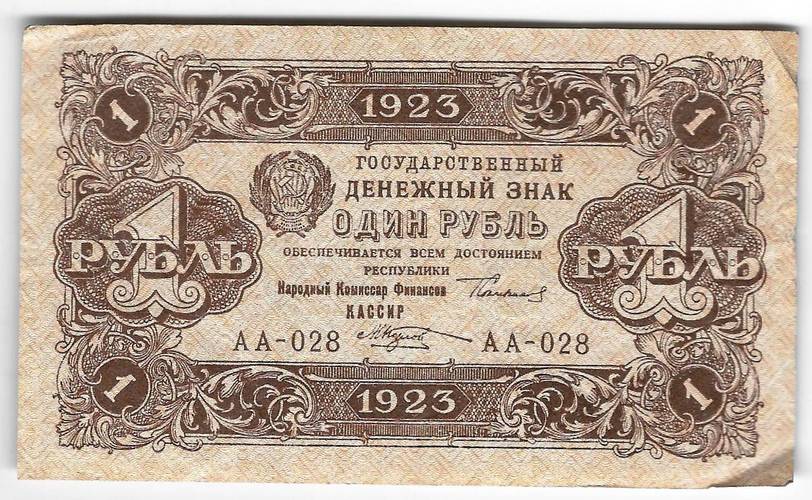 1 1923 1
ГОСУДАРСТВЕННЫЙ
ДЕНЕЖНЫЙ ЗНАК
ОДИН РУБЛЬ
1 РУБЛЬ
1 РУБЛЬ
ОБЕСПЕЧИВАЕТСЯ ВСЕМ ДОСТОЯНИЕМ
РЕСПУБЛИКИ
Народный Комиссар Финансов
КАССИР
АА-028 АА-028
1 1923 1